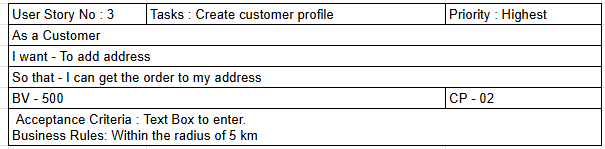 User Story No : 3 Tasks : Create customer profile Priority : Highest
As a Customer
I want - To add address
So that - I can get the order to my address
BV - 500 CP - 02
Acceptance Criteria : Text Box to enter.
Business Rules: Within the radius of 5 km